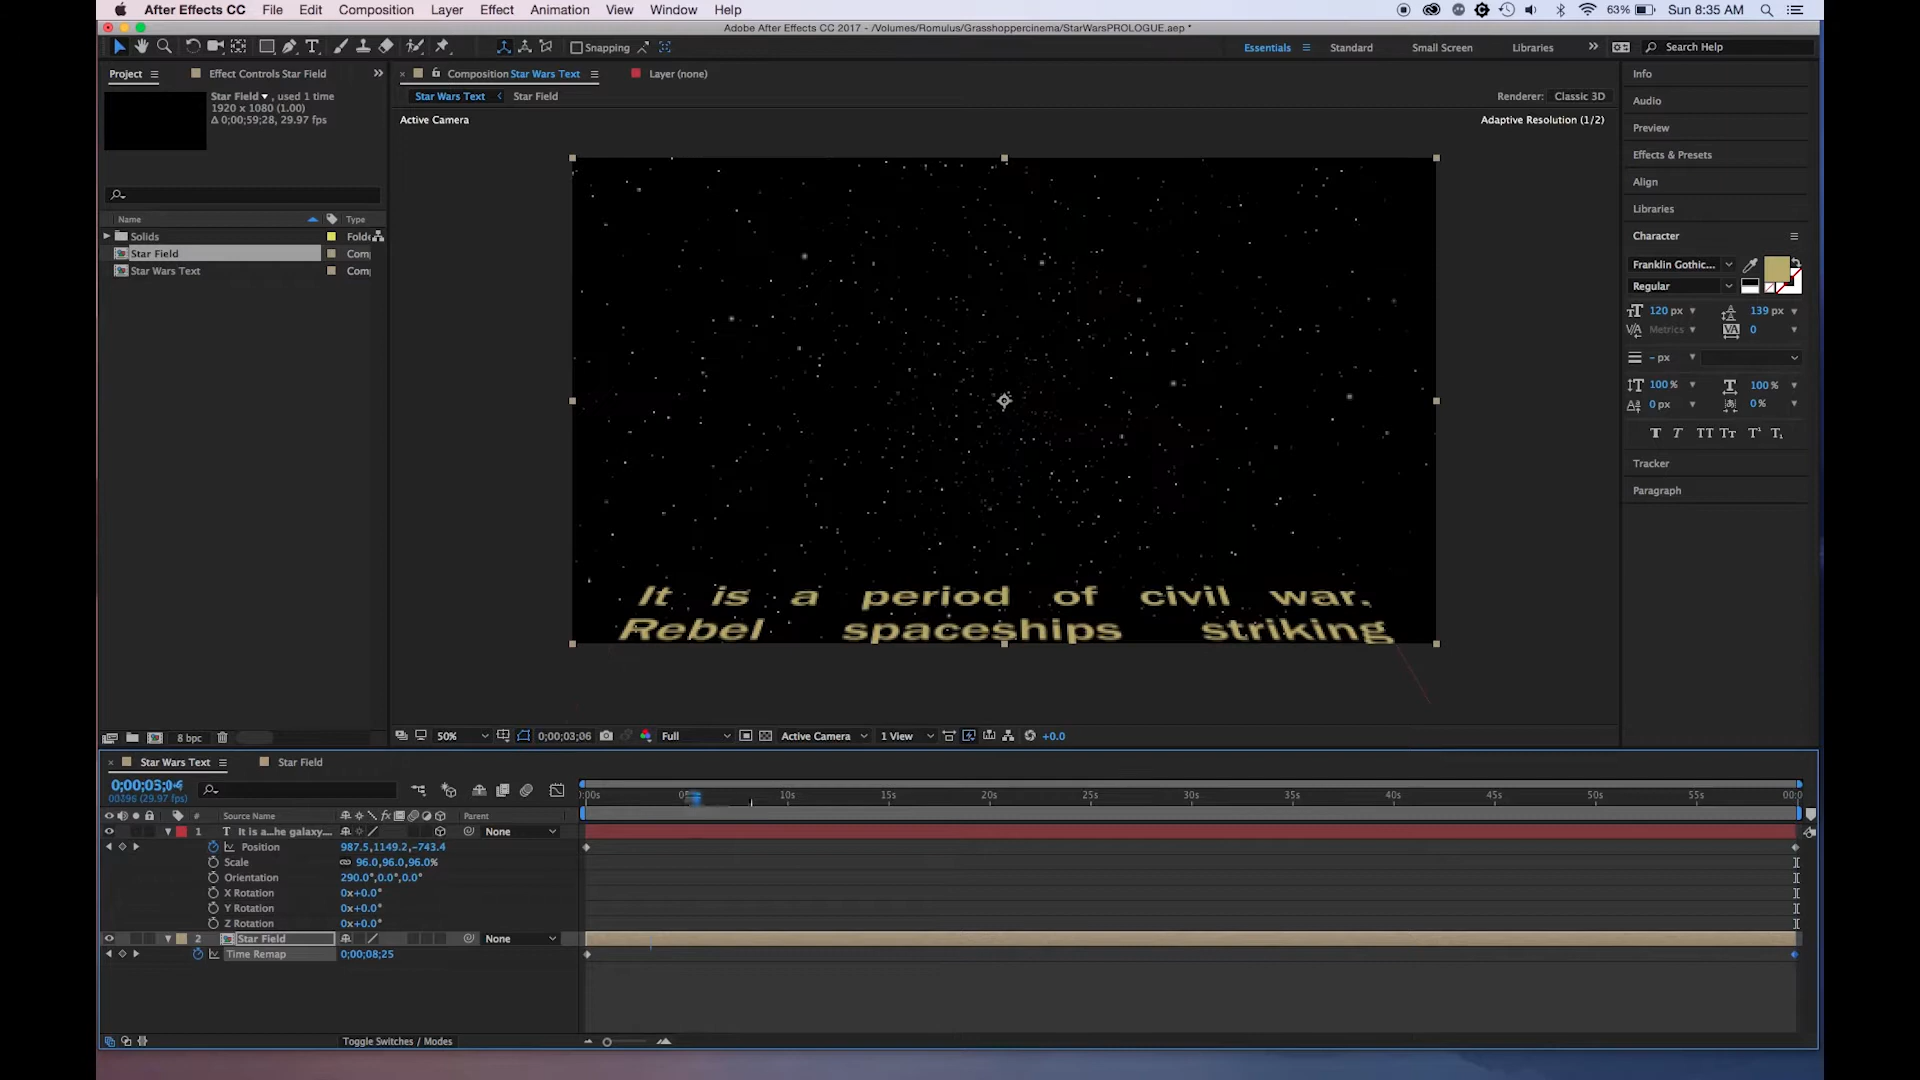 After Effects CC File Edit Composition Layer Effect Animation View Window Help 63% Sun 8:35 AM
Adobe After Effects CC 2017 - /Volumes/Romulus/Grasshoppercinema/StarWarsPROLOGUE.aep *
Snapping Essentials Standard Small Screen Libraries Search Help
Project Effect Controls Star Field Composition Star Wars Text Layer (none) Info
Star Field , used 1 time
1920 x 1080 (1.00)
Δ 0;00;59;28, 29.97 fps
Star Wars Text Star Field Renderer: Classic 3D
Active Camera Adaptive Resolution (1/2)
Audio
Preview
Effects & Presets
Align
Libraries
Name Type
Solids Folde
Star Field Comp
Star Wars Text Comp
Character
Franklin Gothic...
Regular
120 px 139 px
Metrics 0
- px
100 % 100 %
0 px 0 %
T T TT Tt T¹ T₁
Tracker
Paragraph
It is a period of civil war.
Rebel spaceships striking
8 bpc 50% 0;00;03;06 Full Active Camera 1 View +0.0
Star Wars Text Star Field
(29.97 fps)
:00s 10s 15s 20s 25s 30s 35s 40s 45s 50s 55s 00:0
# Source Name Parent
1 T It is a...he galaxy.... None
Position 987.5,1149.2,-743.4
Scale 96.0,96.0,96.0%
Orientation 290.0°,0.0°,0.0°
X Rotation 0x+0.0°
Y Rotation 0x+0.0°
Z Rotation 0x+0.0°
2 Star Field None
Time Remap 0;00;08;25
Toggle Switches / Modes